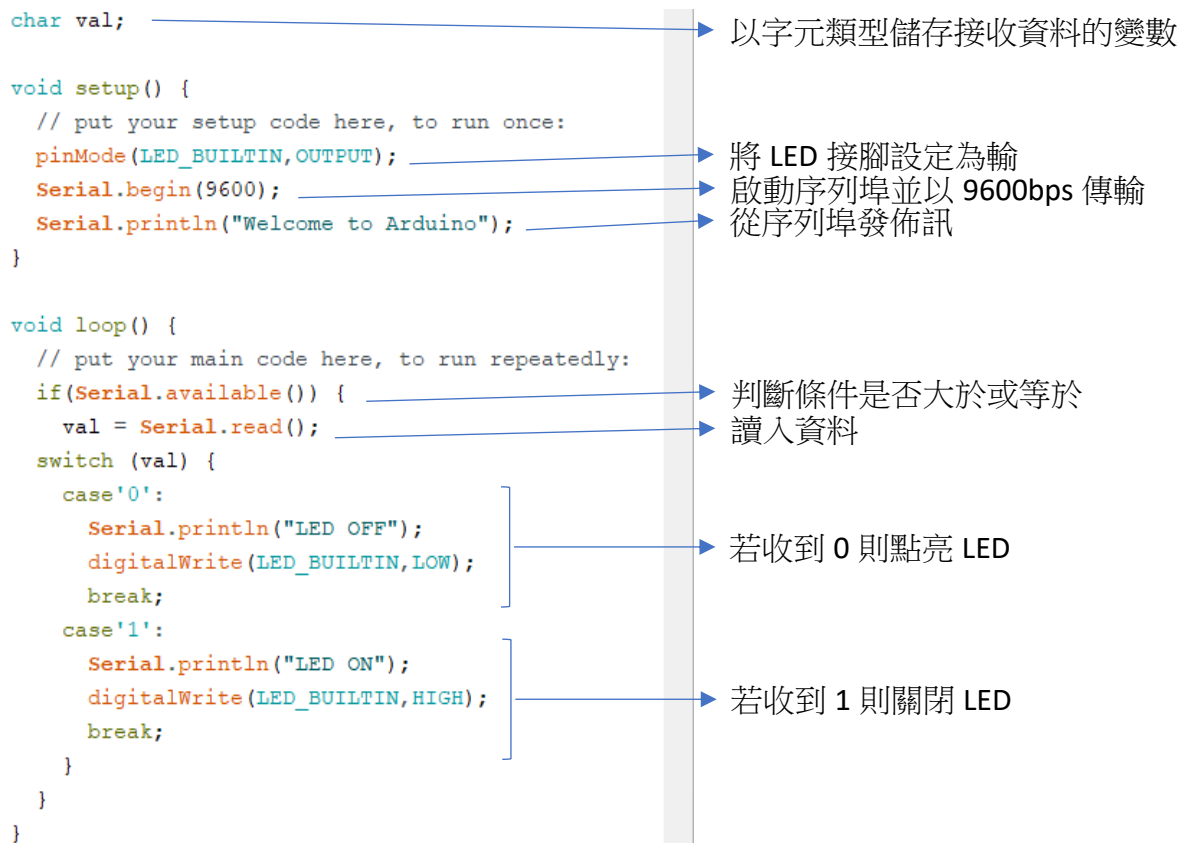 char val;
以字元類型儲存接收資料的變數
void setup() {
// put your setup code here, to run once:
pinMode(LED_BUILTIN,OUTPUT);
將 LED 接腳設定為輸
Serial.begin(9600);
啟動序列埠並以 9600bps 傳輸
Serial.println("Welcome to Arduino");
從序列埠發佈訊
}
void loop() {
// put your main code here, to run repeatedly:
if(Serial.available()) {
判斷條件是否大於或等於
val = Serial.read();
讀入資料
switch (val) {
case'0':
Serial.println("LED OFF");
digitalWrite(LED_BUILTIN,LOW);
break;
若收到 0 則點亮 LED
case'1':
Serial.println("LED ON");
digitalWrite(LED_BUILTIN,HIGH);
break;
若收到 1 則關閉 LED
}
}
}